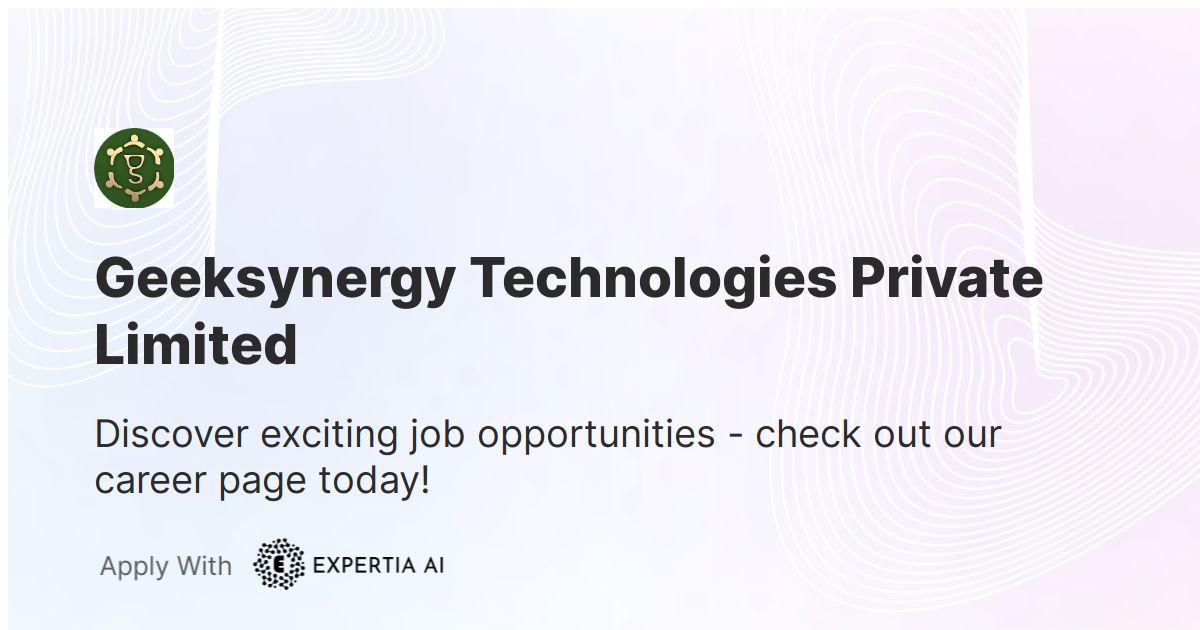 Geeksynergy Technologies Private
Limited
Discover exciting job opportunities - check out our
career page today!
Apply With EXPERTIA AI